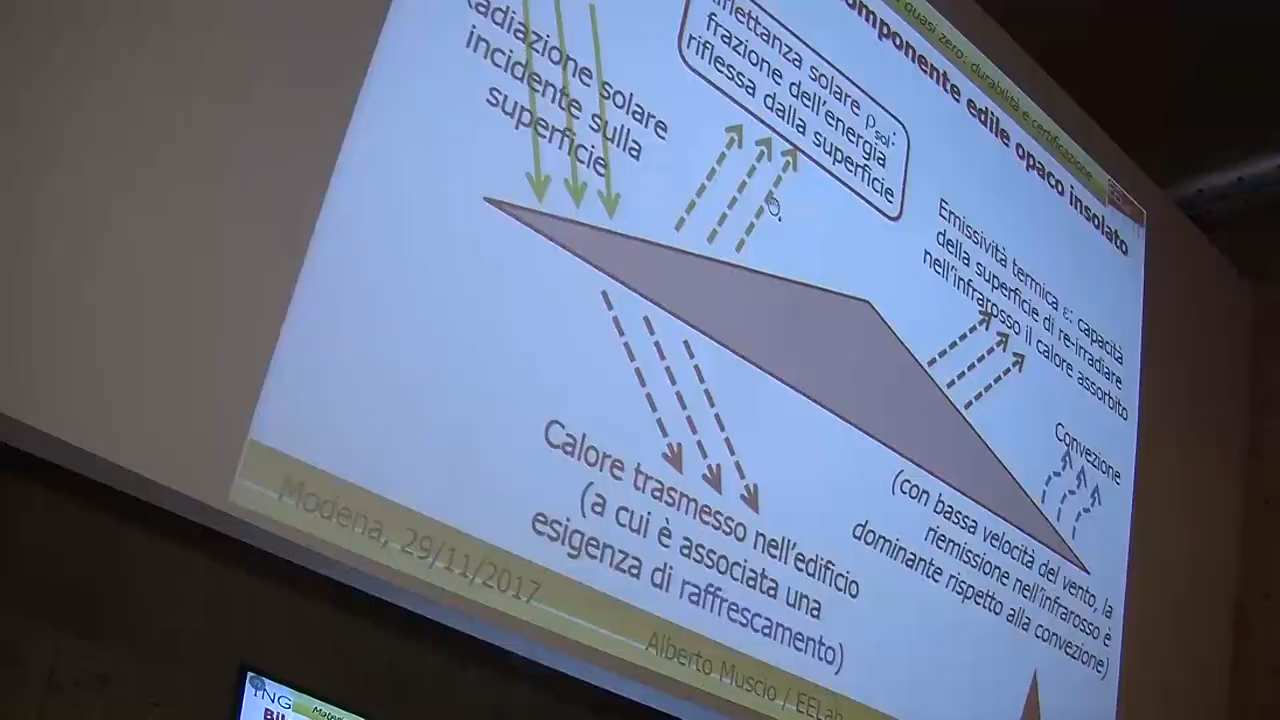 quasi zero: durabilità e certificazione
componente edile opaco insolato
Radiazione solare
incidente sulla
superficie
riflettanza solare ρsol:
frazione dell'energia
riflessa dalla superficie
Emissività termica ε: capacità
della superficie di re-irradiare
nell'infrarosso il calore assorbito
Convezione
(con bassa velocità del vento, la
riemissione nell'infrarosso è
dominante rispetto alla convezione)
Calore trasmesso nell'edificio
(a cui è associata una
esigenza di raffrescamento)
Modena, 29/11/2017
Alberto Muscio / EELab
ING